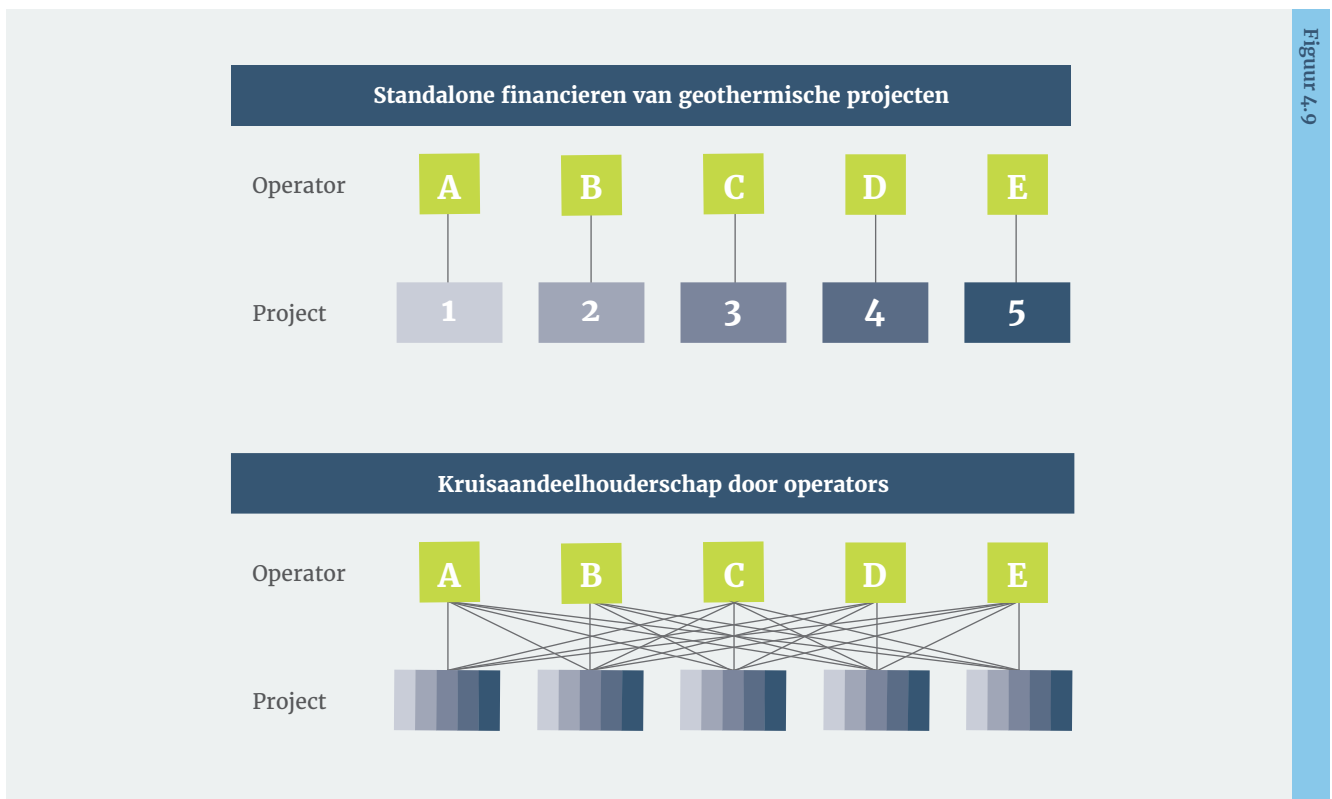 Figuur 4.9
Standalone financieren van geothermische projecten
Operator A B C D E
Project 1 2 3 4 5
Kruisaandeelhouderschap door operators
Operator A B C D E
Project